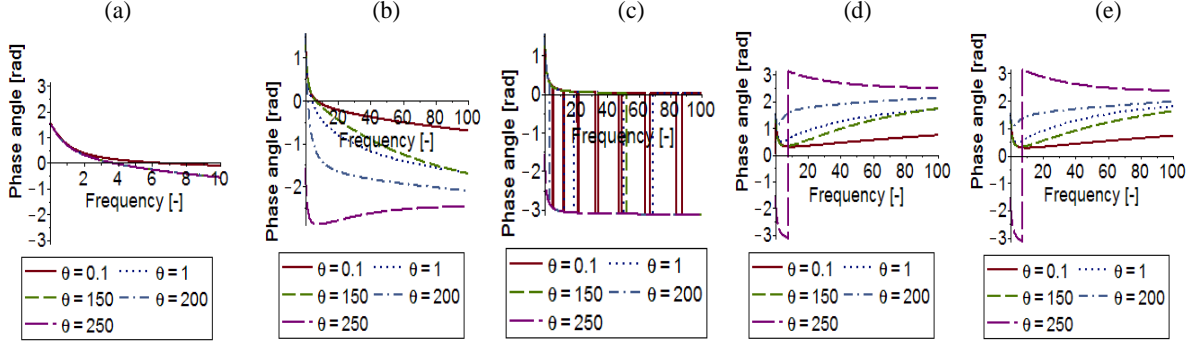 (a)
Phase angle [rad]
3
2
1
0
-1
-2
-3
2 4 6 8 10
Frequency [-]
θ = 0.1 θ = 1
θ = 150 θ = 200
θ = 250
(b)
Phase angle [rad]
1
0
-1
-2
20 40 60 80 100
Frequency [-]
θ = 0.1 θ = 1
θ = 150 θ = 200
θ = 250
(c)
Phase angle [rad]
1
0
-1
-2
-3
20 40 60 80 100
Frequency [-]
θ = 0.1 θ = 1
θ = 150 θ = 200
θ = 250
(d)
Phase angle [rad]
3
2
1
0
-1
-2
-3
20 40 60 80 100
Frequency [-]
θ = 0.1 θ = 1
θ = 150 θ = 200
θ = 250
(e)
Phase angle [rad]
3
2
1
0
-1
-2
-3
20 40 60 80 100
Frequency [-]
θ = 0.1 θ = 1
θ = 150 θ = 200
θ = 250